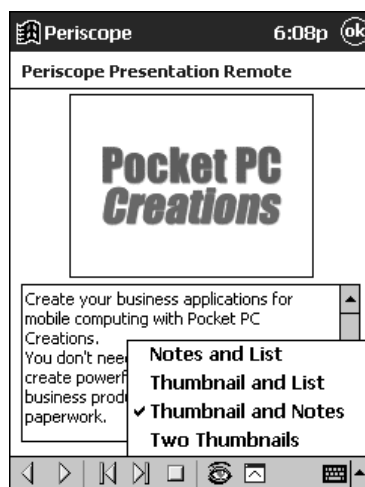 Periscope 6:08p ok
Periscope Presentation Remote
Pocket PC
Creations
Create your business applications for
mobile computing with Pocket PC
Creations.
You don't need
create powerf
business produ
paperwork.
Notes and List
Thumbnail and List
Thumbnail and Notes
Two Thumbnails